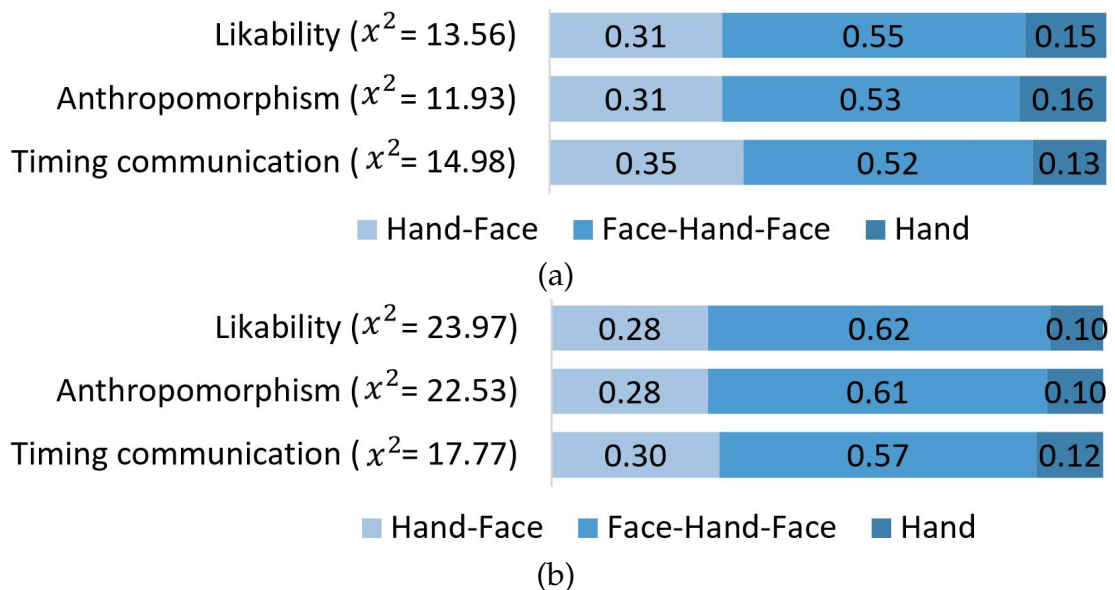 Likability (x² = 13.56) 0.31 0.55 0.15
Anthropomorphism (x² = 11.93) 0.31 0.53 0.16
Timing communication (x² = 14.98) 0.35 0.52 0.13
Hand-Face Face-Hand-Face Hand
(a)
Likability (x² = 23.97) 0.28 0.62 0.10
Anthropomorphism (x² = 22.53) 0.28 0.61 0.10
Timing communication (x² = 17.77) 0.30 0.57 0.12
Hand-Face Face-Hand-Face Hand
(b)